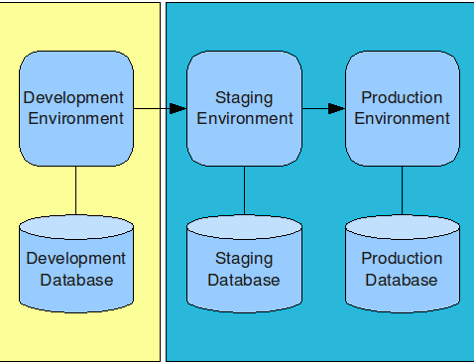 Development
Environment
Staging
Environment
Production
Environment
Development
Database
Staging
Database
Production
Database